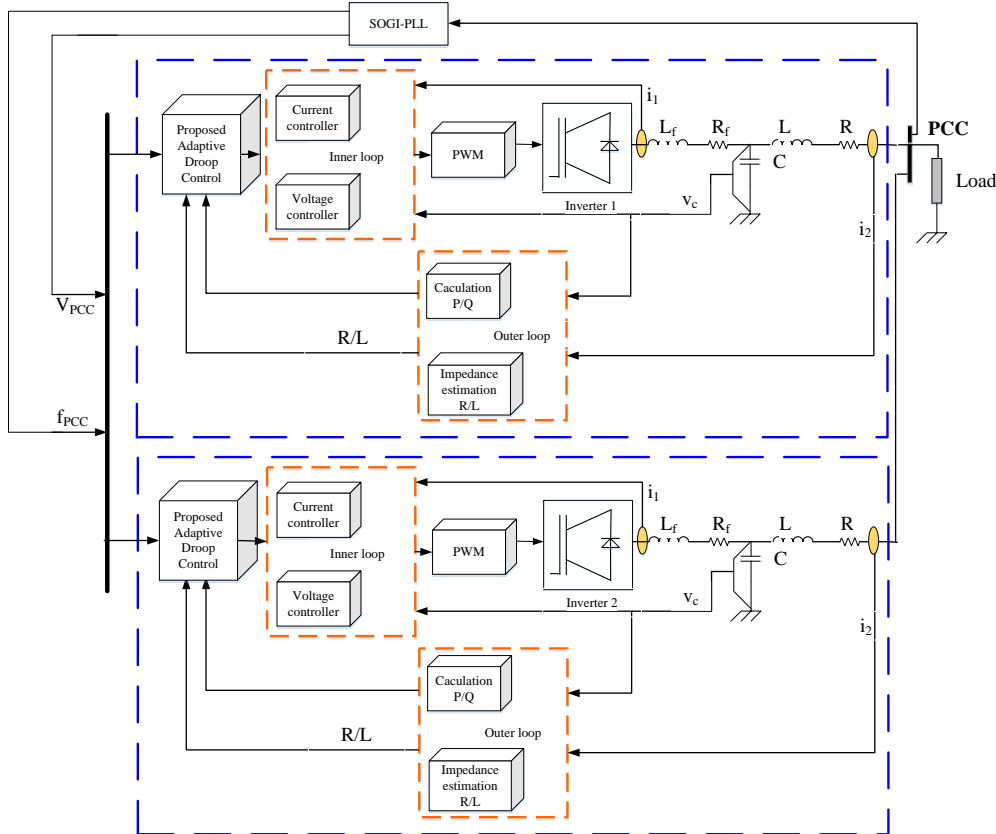 SOGI-PLL
Proposed
Adaptive
Droop
Control
Current
controller
Inner loop
Voltage
controller
PWM
i1
Lf
Rf
L
R
PCC
C
Load
Inverter 1
vc
i2
Caculation
P/Q
Outer loop
Impedance
estimation
R/L
R/L
VPCC
fPCC
Proposed
Adaptive
Droop
Control
Current
controller
Inner loop
Voltage
controller
PWM
i1
Lf
Rf
L
R
C
Inverter 2
vc
i2
Caculation
P/Q
Outer loop
Impedance
estimation
R/L
R/L